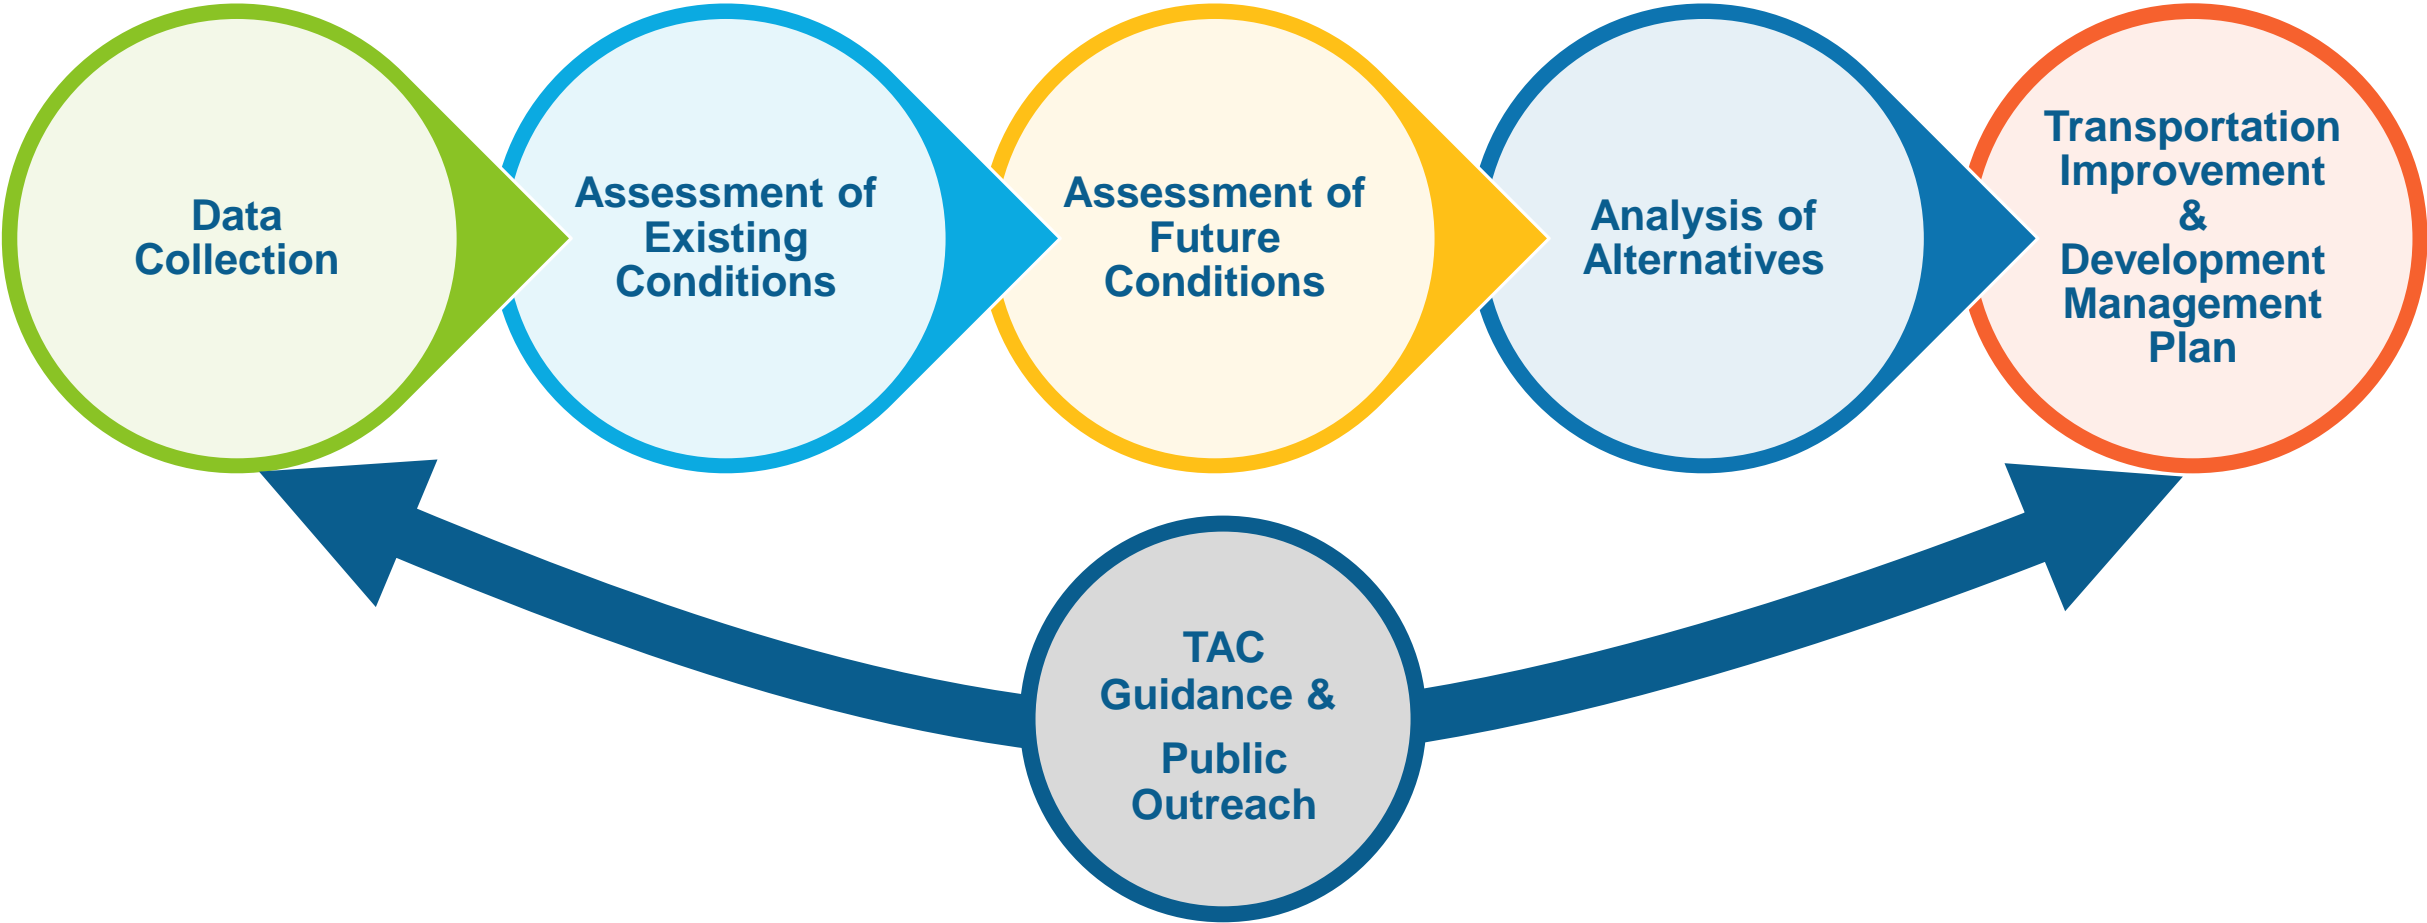 Data
Collection
Assessment of
Existing
Conditions
Assessment of
Future
Conditions
Analysis of
Alternatives
Transportation
Improvement
&
Development
Management
Plan
TAC
Guidance &
Public
Outreach